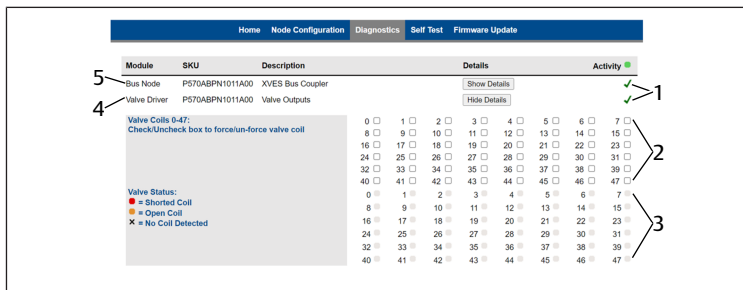 Home Node Configuration Diagnostics Self Test Firmware Update
Module SKU Description Details Activity
5 Bus Node P570ABPN1011A00 XVES Bus Coupler Show Details
1
4 Valve Driver P570ABPN1011A00 Valve Outputs Hide Details
Valve Coils 0-47: 0 1 2 3 4 5 6 7
Check/Uncheck box to force/un-force valve coil
8 9 10 11 12 13 14 15
16 17 18 19 20 21 22 23
2
24 25 26 27 28 29 30 31
32 33 34 35 36 37 38 39
40 41 42 43 44 45 46 47
Valve Status: 0 1 2 3 4 5 6 7
= Shorted Coil
= Open Coil 8 9 10 11 12 13 14 15
X = No Coil Detected 16 17 18 19 20 21 22 23
3
24 25 26 27 28 29 30 31
32 33 34 35 36 37 38 39
40 41 42 43 44 45 46 47